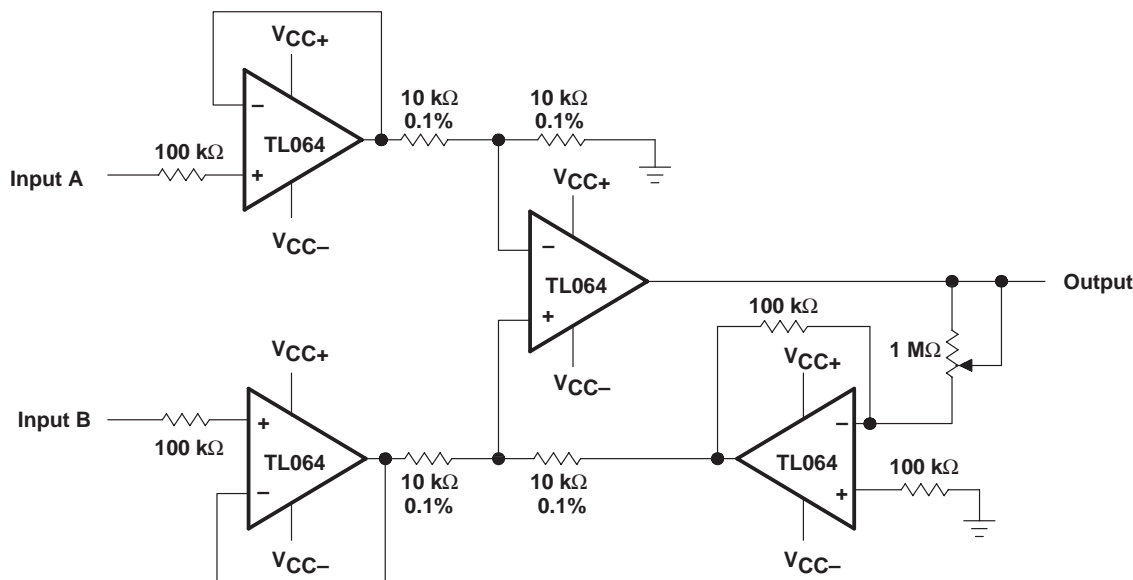 VCC+
–
TL064
+
100 kΩ
Input A
VCC–
10 kΩ
0.1%
10 kΩ
0.1%
VCC+
–
TL064
+
VCC–
Output
VCC+
+
TL064
–
100 kΩ
Input B
VCC–
10 kΩ
0.1%
10 kΩ
0.1%
100 kΩ
1 MΩ
VCC+
–
TL064
+
100 kΩ
VCC–